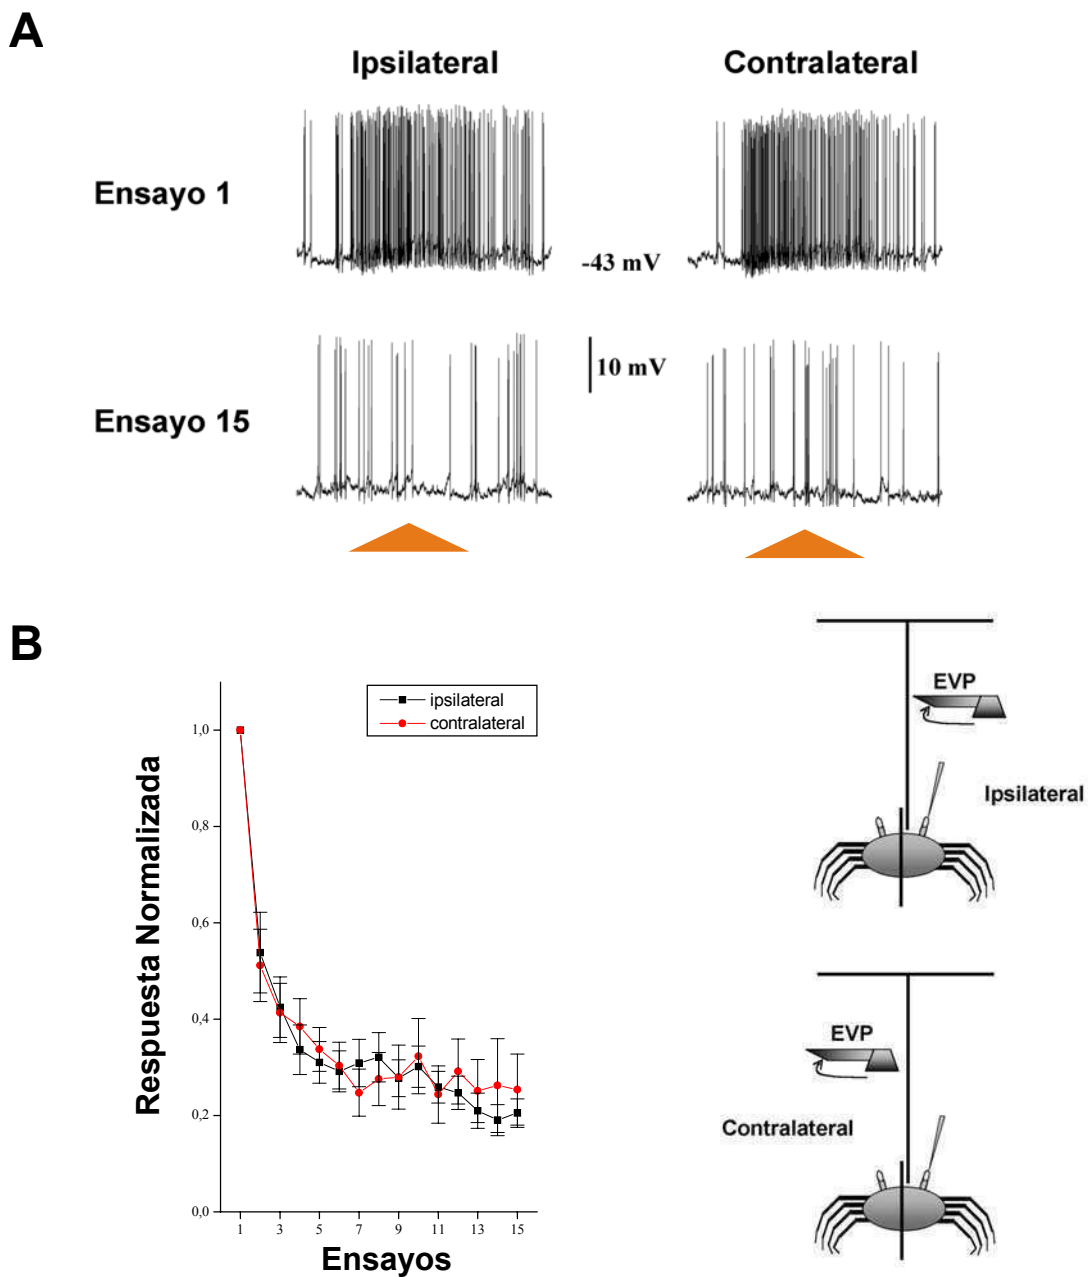 A
Ipsilateral
Contralateral
Ensayo 1
-43 mV
10 mV
Ensayo 15
B
ipsilateral
contralateral
1,0
0,8
0,6
0,4
0,2
0,0
Respuesta Normalizada
1 3 5 7 9 11 13 15
Ensayos
EVP
Ipsilateral
EVP
Contralateral